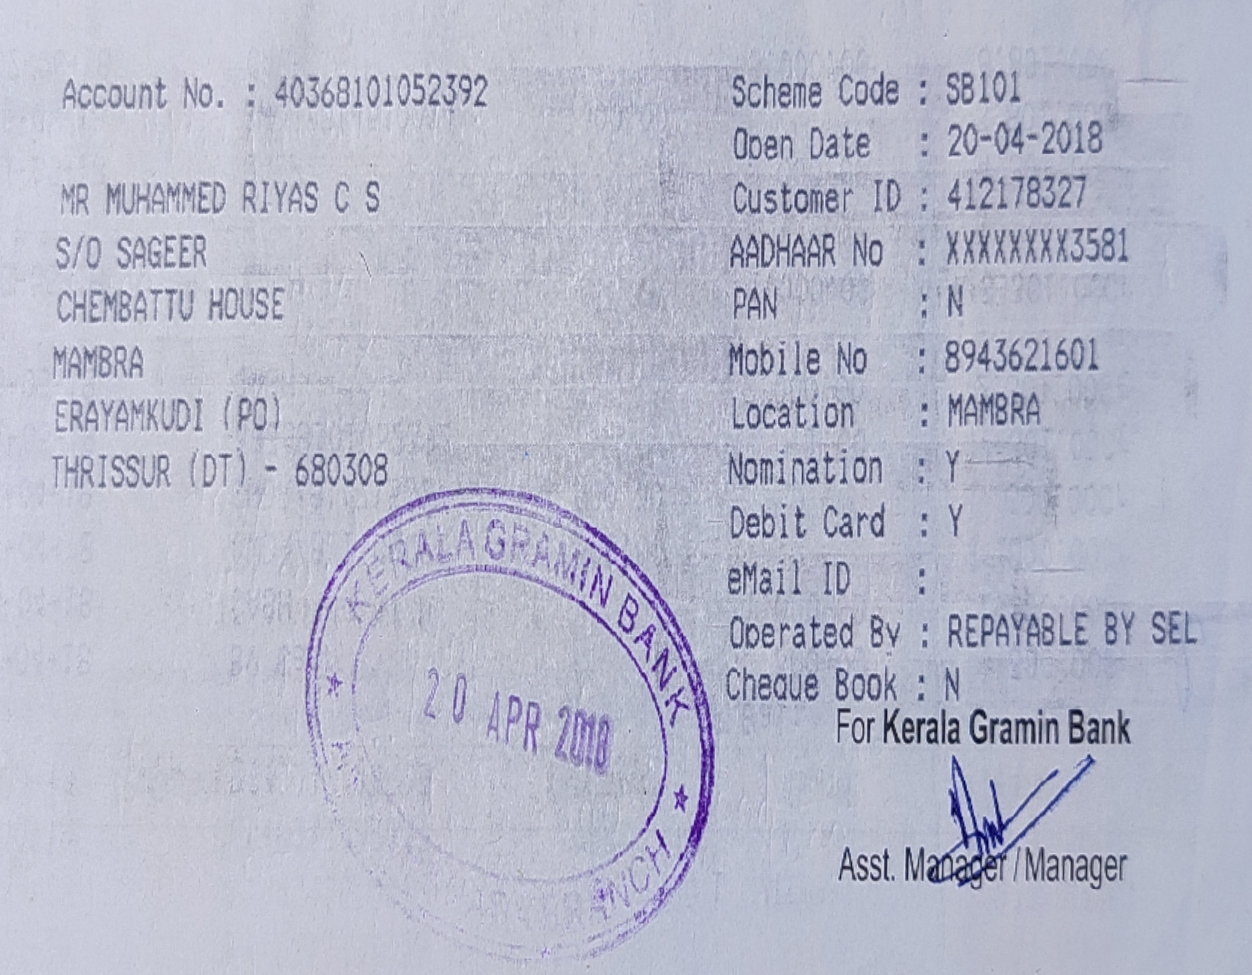 Account No. : 40368101052392
MR MUHAMMED RIYAS C S
S/O SAGEER
CHEMBATTU HOUSE
MAMBRA
ERAYAMKUDI (PO)
THRISSUR (DT) - 680308
Scheme Code : SB101
Open Date : 20-04-2018
Customer ID : 412178327
AADHAAR No : XXXXXXXX3581
PAN : N
Mobile No : 8943621601
Location : MAMBRA
Nomination : Y
Debit Card : Y
eMail ID :
Operated By : REPAYABLE BY SEL
Cheque Book : N
For Kerala Gramin Bank
Asst. Manager / Manager
KERALA GRAMIN BANK
20 APR 2018
BRANCH